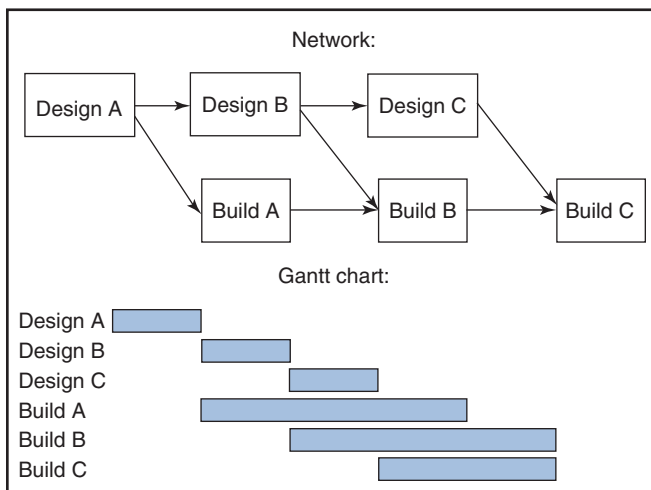 Network:
Design A
Design B
Design C
Build A
Build B
Build C
Gantt chart:
Design A
Design B
Design C
Build A
Build B
Build C